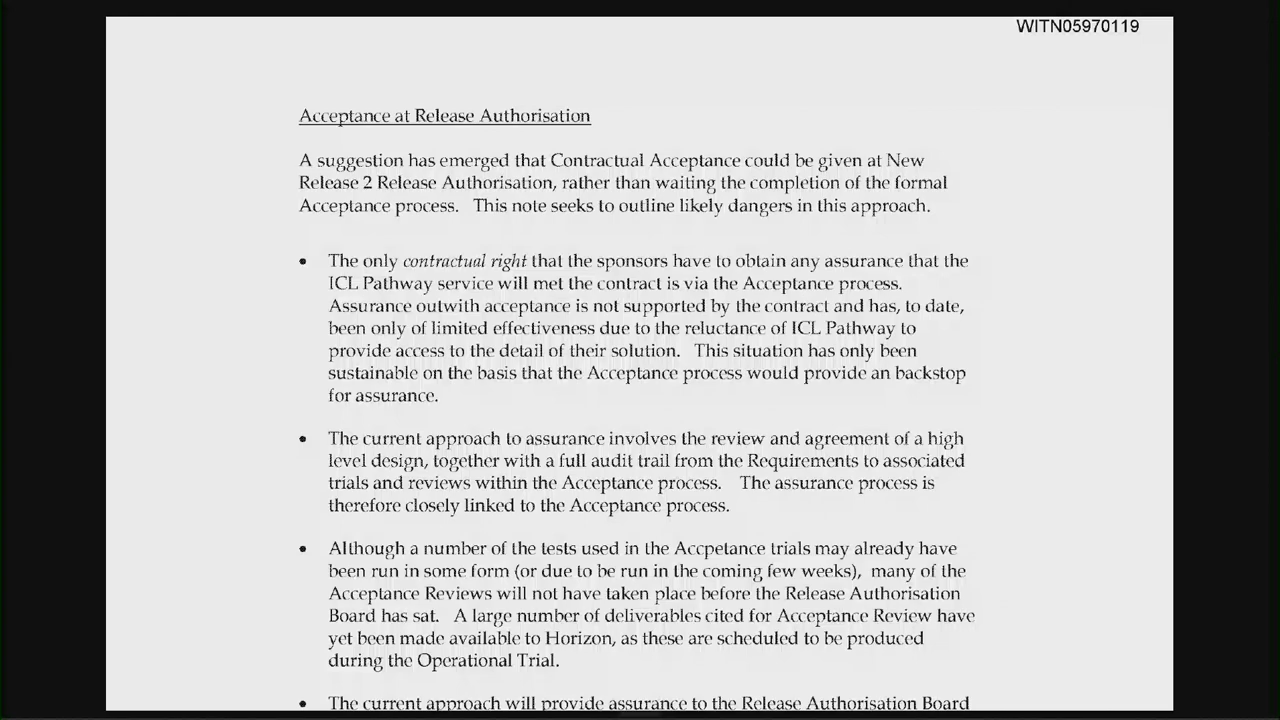 WITN05970119
Acceptance at Release Authorisation
A suggestion has emerged that Contractual Acceptance could be given at New
Release 2 Release Authorisation, rather than waiting the completion of the formal
Acceptance process. This note seeks to outline likely dangers in this approach.
• The only contractual right that the sponsors have to obtain any assurance that the
ICL Pathway service will met the contract is via the Acceptance process.
Assurance outwith acceptance is not supported by the contract and has, to date,
been only of limited effectiveness due to the reluctance of ICL Pathway to
provide access to the detail of their solution. This situation has only been
sustainable on the basis that the Acceptance process would provide an backstop
for assurance.
• The current approach to assurance involves the review and agreement of a high
level design, together with a full audit trail from the Requirements to associated
trials and reviews within the Acceptance process. The assurance process is
therefore closely linked to the Acceptance process.
• Although a number of the tests used in the Accpetance trials may already have
been run in some form (or due to be run in the coming few weeks), many of the
Acceptance Reviews will not have taken place before the Release Authorisation
Board has sat. A large number of deliverables cited for Acceptance Review have
yet been made available to Horizon, as these are scheduled to be produced
during the Operational Trial.
• The current approach will provide assurance to the Release Authorisation Board